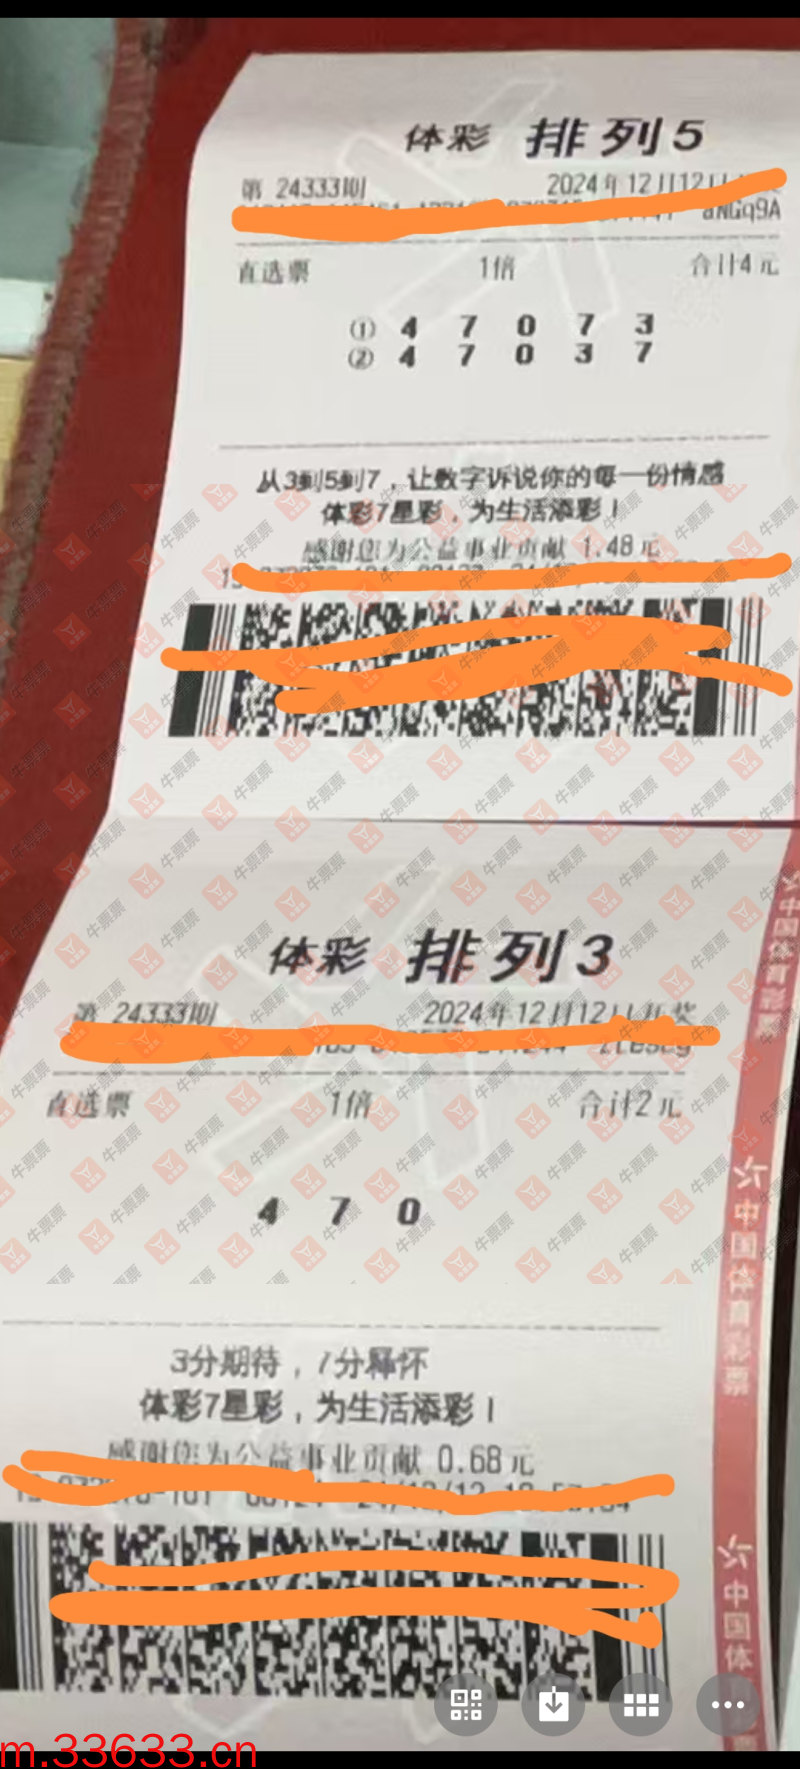 体彩 排列5
第 24333期 2024年12月12日
aNGq9A
直选票 1倍 合计4元
① 4 7 0 7 3
② 4 7 0 3 7
从3到5到7，让数字诉说你的每一份情感
体彩7星彩，为生活添彩！
感谢您为公益事业贡献 1.48元
牛票票
体彩 排列3
第 24333期 2024年12月12日开奖
直选票 1倍 合计2元
4 7 0
3分期待，7分释怀
体彩7星彩，为生活添彩！
感谢您为公益事业贡献 0.68元
中国体育彩票
中国体育彩票
中国体
m.33633.cn